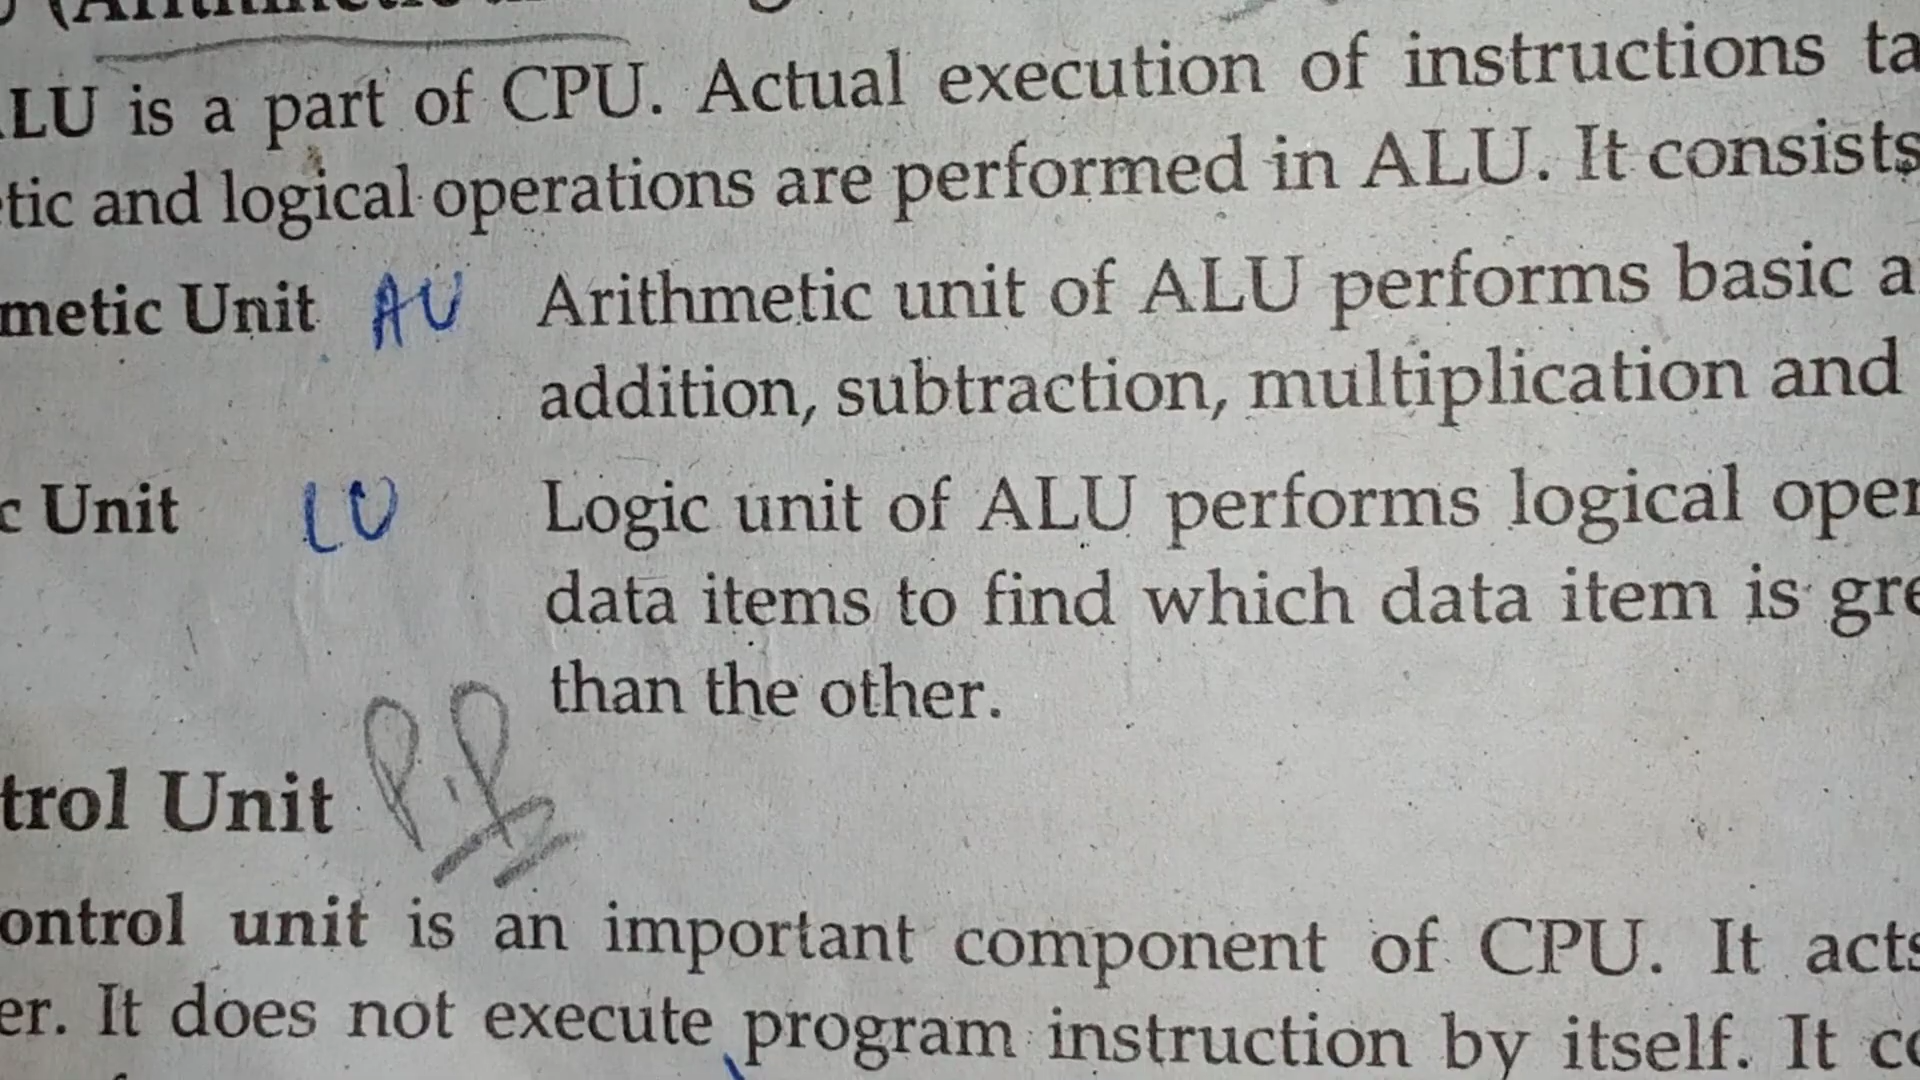 LU is a part of CPU. Actual execution of instructions ta
tic and logical operations are performed in ALU. It consists
metic Unit AU Arithmetic unit of ALU performs basic a
addition, subtraction, multiplication and
c Unit LU Logic unit of ALU performs logical oper
data items to find which data item is gre
than the other.
trol Unit P.P
ontrol unit is an important component of CPU. It acts
er. It does not execute program instruction by itself. It co